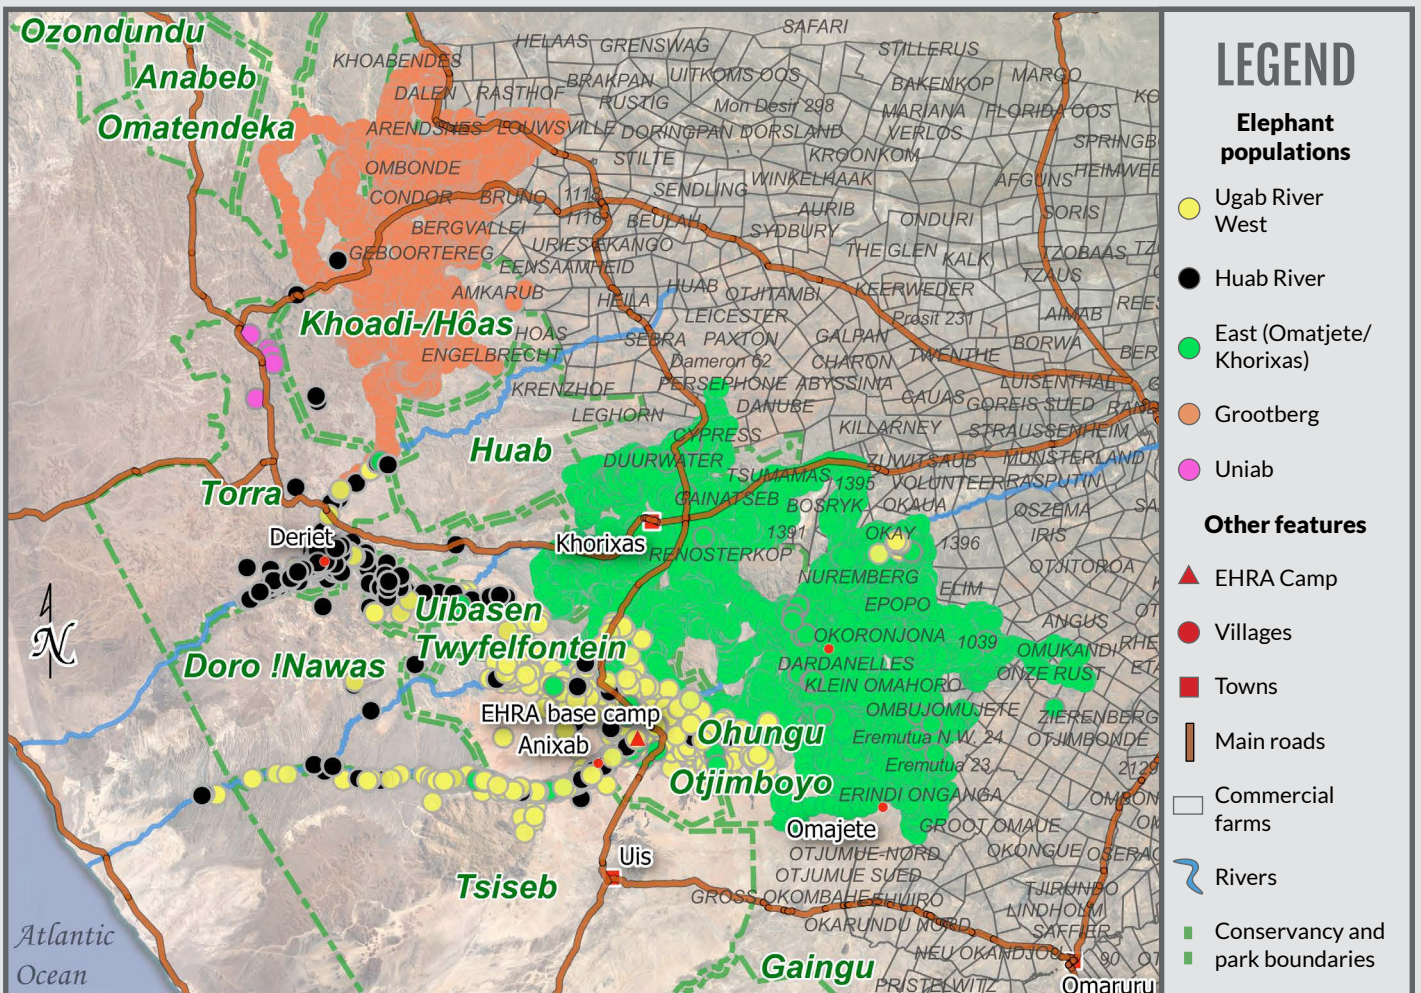 Ozondundu
Anabeb
Omatendeka
KHOABENDES
HELAAS
GRENSWAG
SAFARI
STILLERUS
DALEN
RASTHOF
BRAKPAN
UITKOMS OOS
BAKENKOP
MARGO
RUSTIG
Mon Desir 298
MARIANA
FLORIDA OOS
ARENDSNES
LOUWSVILLE
DORINGPAN
DORSLAND
VERLOS
STILTE
KROONKOM
OMBONDE
WINKELHAAK
AFGUNS
HEIMWEE
CONDOR
BRUNO
1118
SENDLING
1116
BEULAH
AURIB
ONDURI
SORIS
BERGVALLEI
URIES
EKANGO
SYDBURY
GEBOORTEREG
EENSAAMHEID
THE GLEN
KALK
TZOBAAS
TZAUS
AMKARUB
HEILA
HUAB
OTJITAMBI
KEERWEDER
Khoadi-/Hôas
HOAS
LEICESTER
Prosit 231
AIMAB
SEBRA
PAXTON
GALPAN
BORWA
ENGELBRECHT
Dameron 62
CHARON
TWENTHE
KRENZHOF
PERSEPHONE
ABYSSINIA
LUISENTHAL
LEGHORN
DANUBE
CAUAS
GOREIS SUED
CYPRESS
KILLARNEY
STRAUSSENHEIM
Huab
DUURWATER
ZUWITSAUB
MUNSTERLAND
Torra
TSUMAMAS
1395
VOLUNTEER
RASPUTIN
GAINATSEB
BOSRYK
OKAUA
OSZEMA
Deriet
Khorixas
1391
OKAY
1396
IRIS
RENOSTERKOP
OTJITOROA
NUREMBERG
ELIM
Uibasen
EPOPO
ANGUS
Twyfelfontein
OKORONJONA
1039
OMUKANDI
Doro !Nawas
DARDANELLES
ONZE RUST
KLEIN OMAHORO
EHRA base camp
OMBUJOMUJETE
ZIERENBERG
Anixab
Ohungu
Eremutua N.W. 24
OTJIMBONDE
Otjimboyo
Eremutua 23
2129
ERINDI ONGANGA
Omajete
GROOT OMAUE
Uis
OTJUMUE-NORD
OKONGUE
Tsiseb
OTJUMUE SUED
GROSS OKOMBAHE
EHUIRO
TJIRUNDO
LINDHOLM
OKARUNDU NORD
SAFFIER
Atlantic
Ocean
NEU OKANDJOU
90
Gaingu
PRISTELWITZ
Omaruru
N
LEGEND
Elephant
populations
Ugab River
West
Huab River
East (Omatjete/
Khorixas)
Grootberg
Uniab
Other features
EHRA Camp
Villages
Towns
Main roads
Commercial
farms
Rivers
Conservancy and
park boundaries